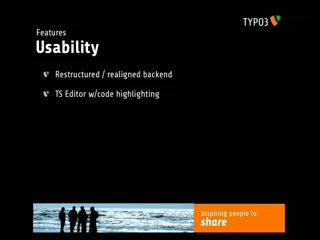 TYPO3
Features
Usability
Restructured / realigned backend
TS Editor w/code highlighting
Inspiring people to
share